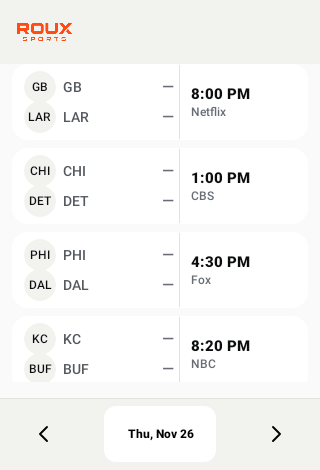 ROUX
SPORTS
GB GB —
LAR LAR —
8:00 PM
Netflix
CHI CHI —
DET DET —
1:00 PM
CBS
PHI PHI —
DAL DAL —
4:30 PM
Fox
KC KC —
BUF BUF —
8:20 PM
NBC
Thu, Nov 26